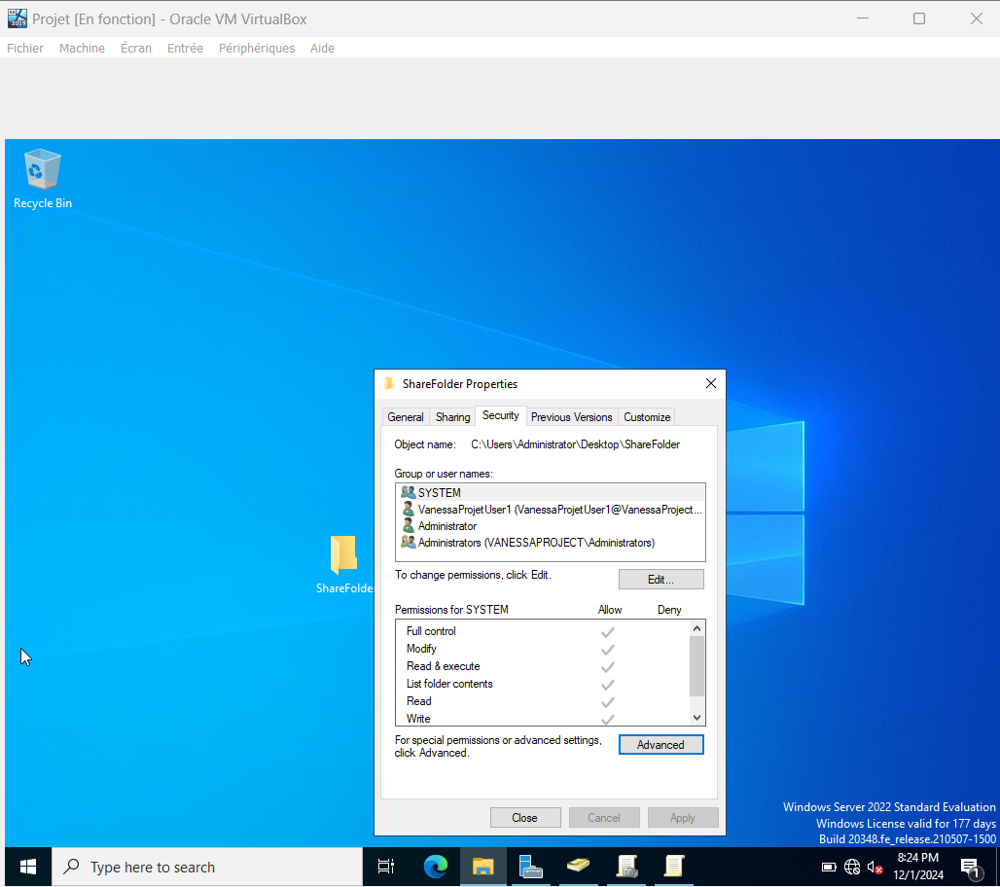 Projet [En fonction] - Oracle VM VirtualBox
Fichier Machine Écran Entrée Périphériques Aide
Recycle Bin
ShareFolder
ShareFolder Properties
General Sharing Security Previous Versions Customize
Object name: C:\Users\Administrator\Desktop\ShareFolder
Group or user names:
SYSTEM
VanessaProjetUser1 (VanessaProjetUser1@VanessaProject...
Administrator
Administrators (VANESSAPROJECT\Administrators)
To change permissions, click Edit.
Edit...
Permissions for SYSTEM Allow Deny
Full control
Modify
Read & execute
List folder contents
Read
Write
For special permissions or advanced settings,
click Advanced.
Advanced
Close Cancel Apply
Windows Server 2022 Standard Evaluation
Windows License valid for 177 days
Build 20348.fe_release.210507-1500
Type here to search
8:24 PM
12/1/2024
1